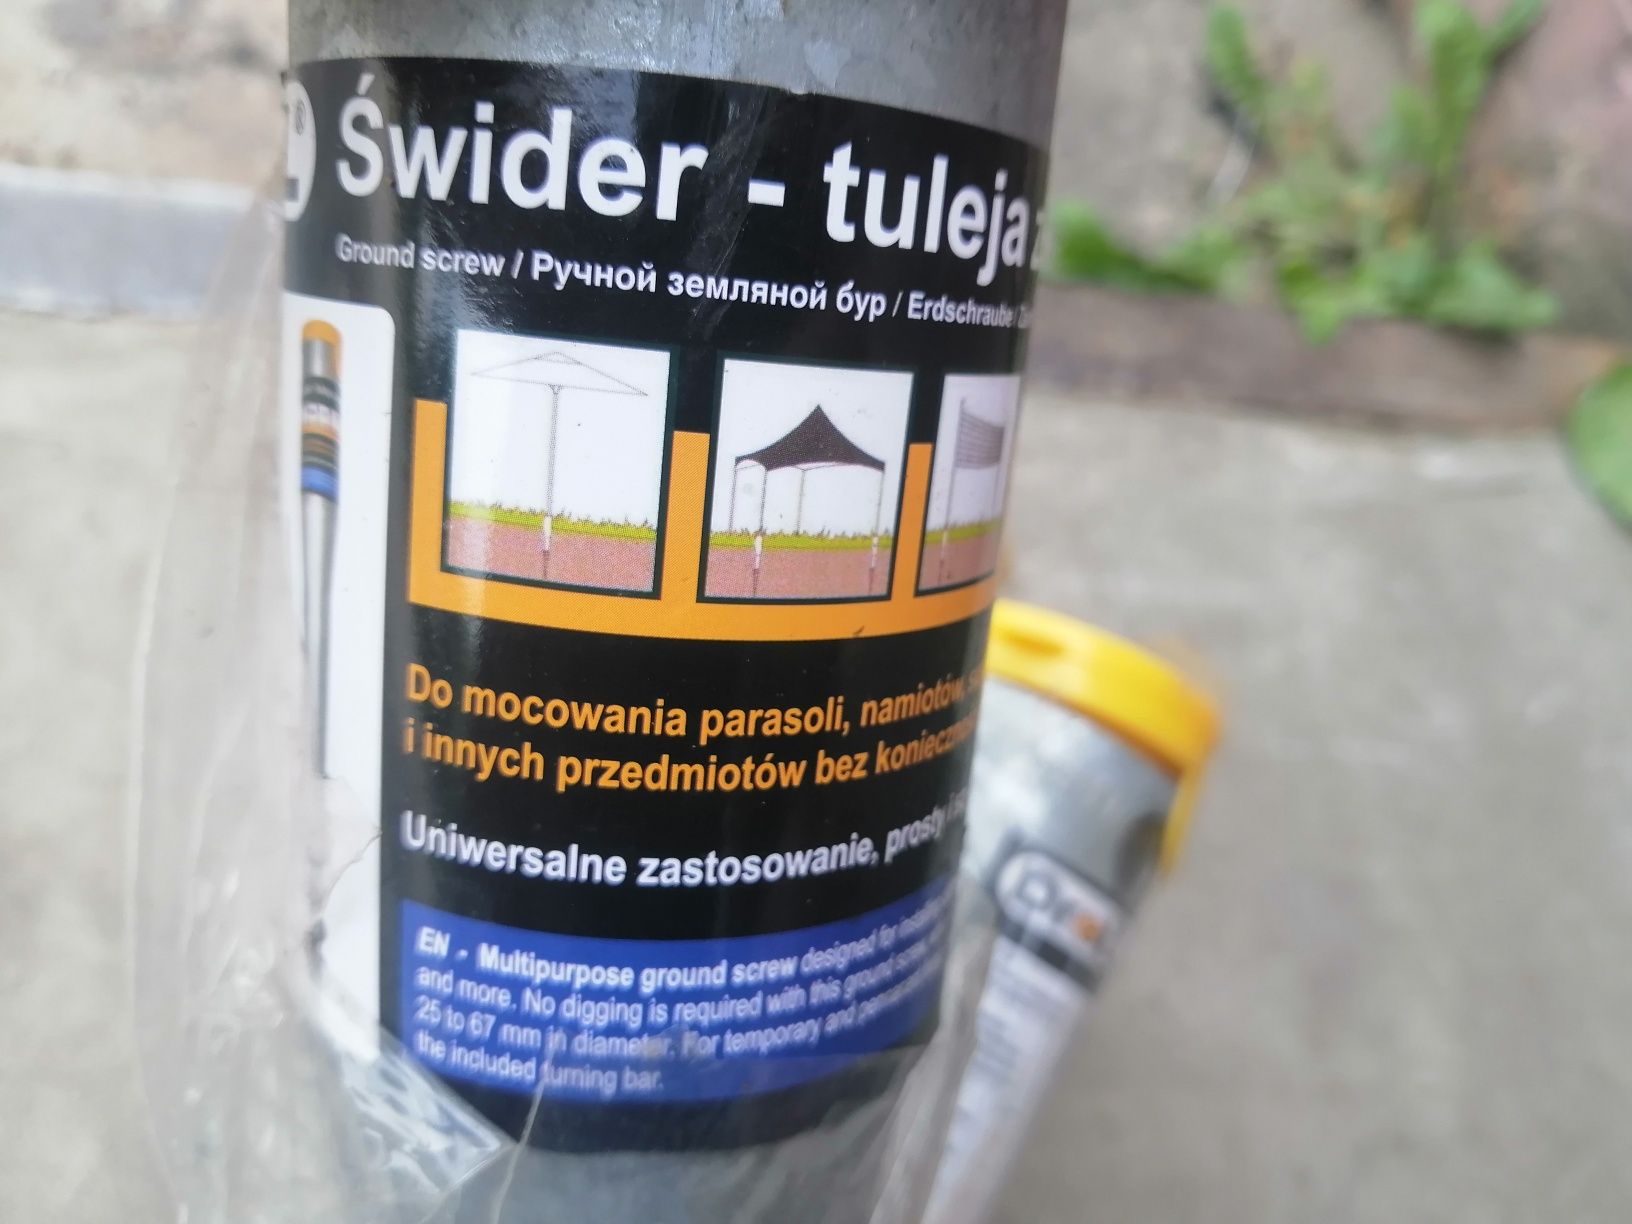 ®
Świder - tuleja
Ground screw / Ручной земляной бур / Erdschraube
Do mocowania parasoli, namiotów,
i innych przedmiotów bez
Uniwersalne zastosowanie, prosty i
EN - Multipurpose ground screw designed for
and more. No digging is required with this ground screw,
25 to 67 mm in diameter. For temporary and
the included turning bar.